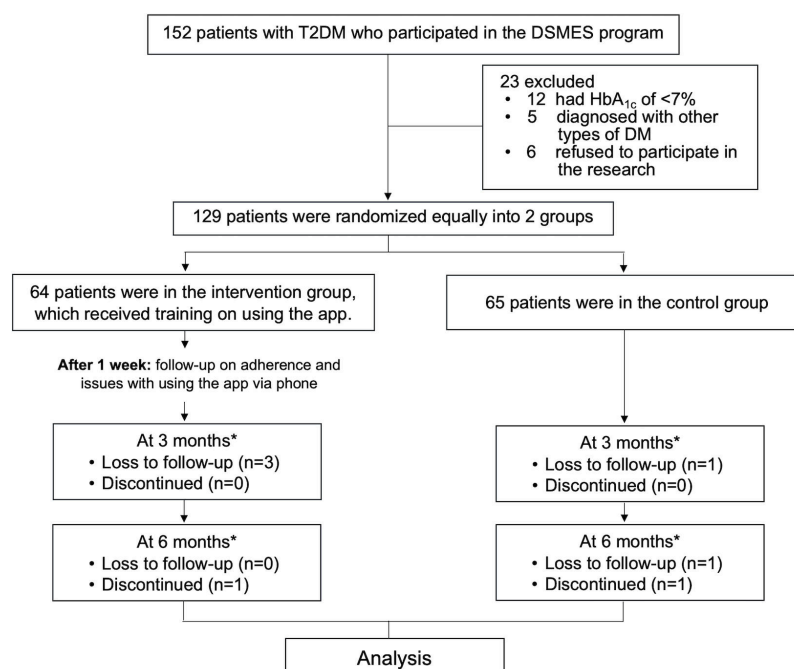 152 patients with T2DM who participated in the DSMES program
23 excluded
• 12 had HbA1c of <7%
• 5 diagnosed with other
types of DM
• 6 refused to participate in
the research
129 patients were randomized equally into 2 groups
64 patients were in the intervention group,
which received training on using the app.
65 patients were in the control group
After 1 week: follow-up on adherence and
issues with using the app via phone
At 3 months*
• Loss to follow-up (n=3)
• Discontinued (n=0)
At 3 months*
• Loss to follow-up (n=1)
• Discontinued (n=0)
At 6 months*
• Loss to follow-up (n=0)
• Discontinued (n=1)
At 6 months*
• Loss to follow-up (n=1)
• Discontinued (n=1)
Analysis